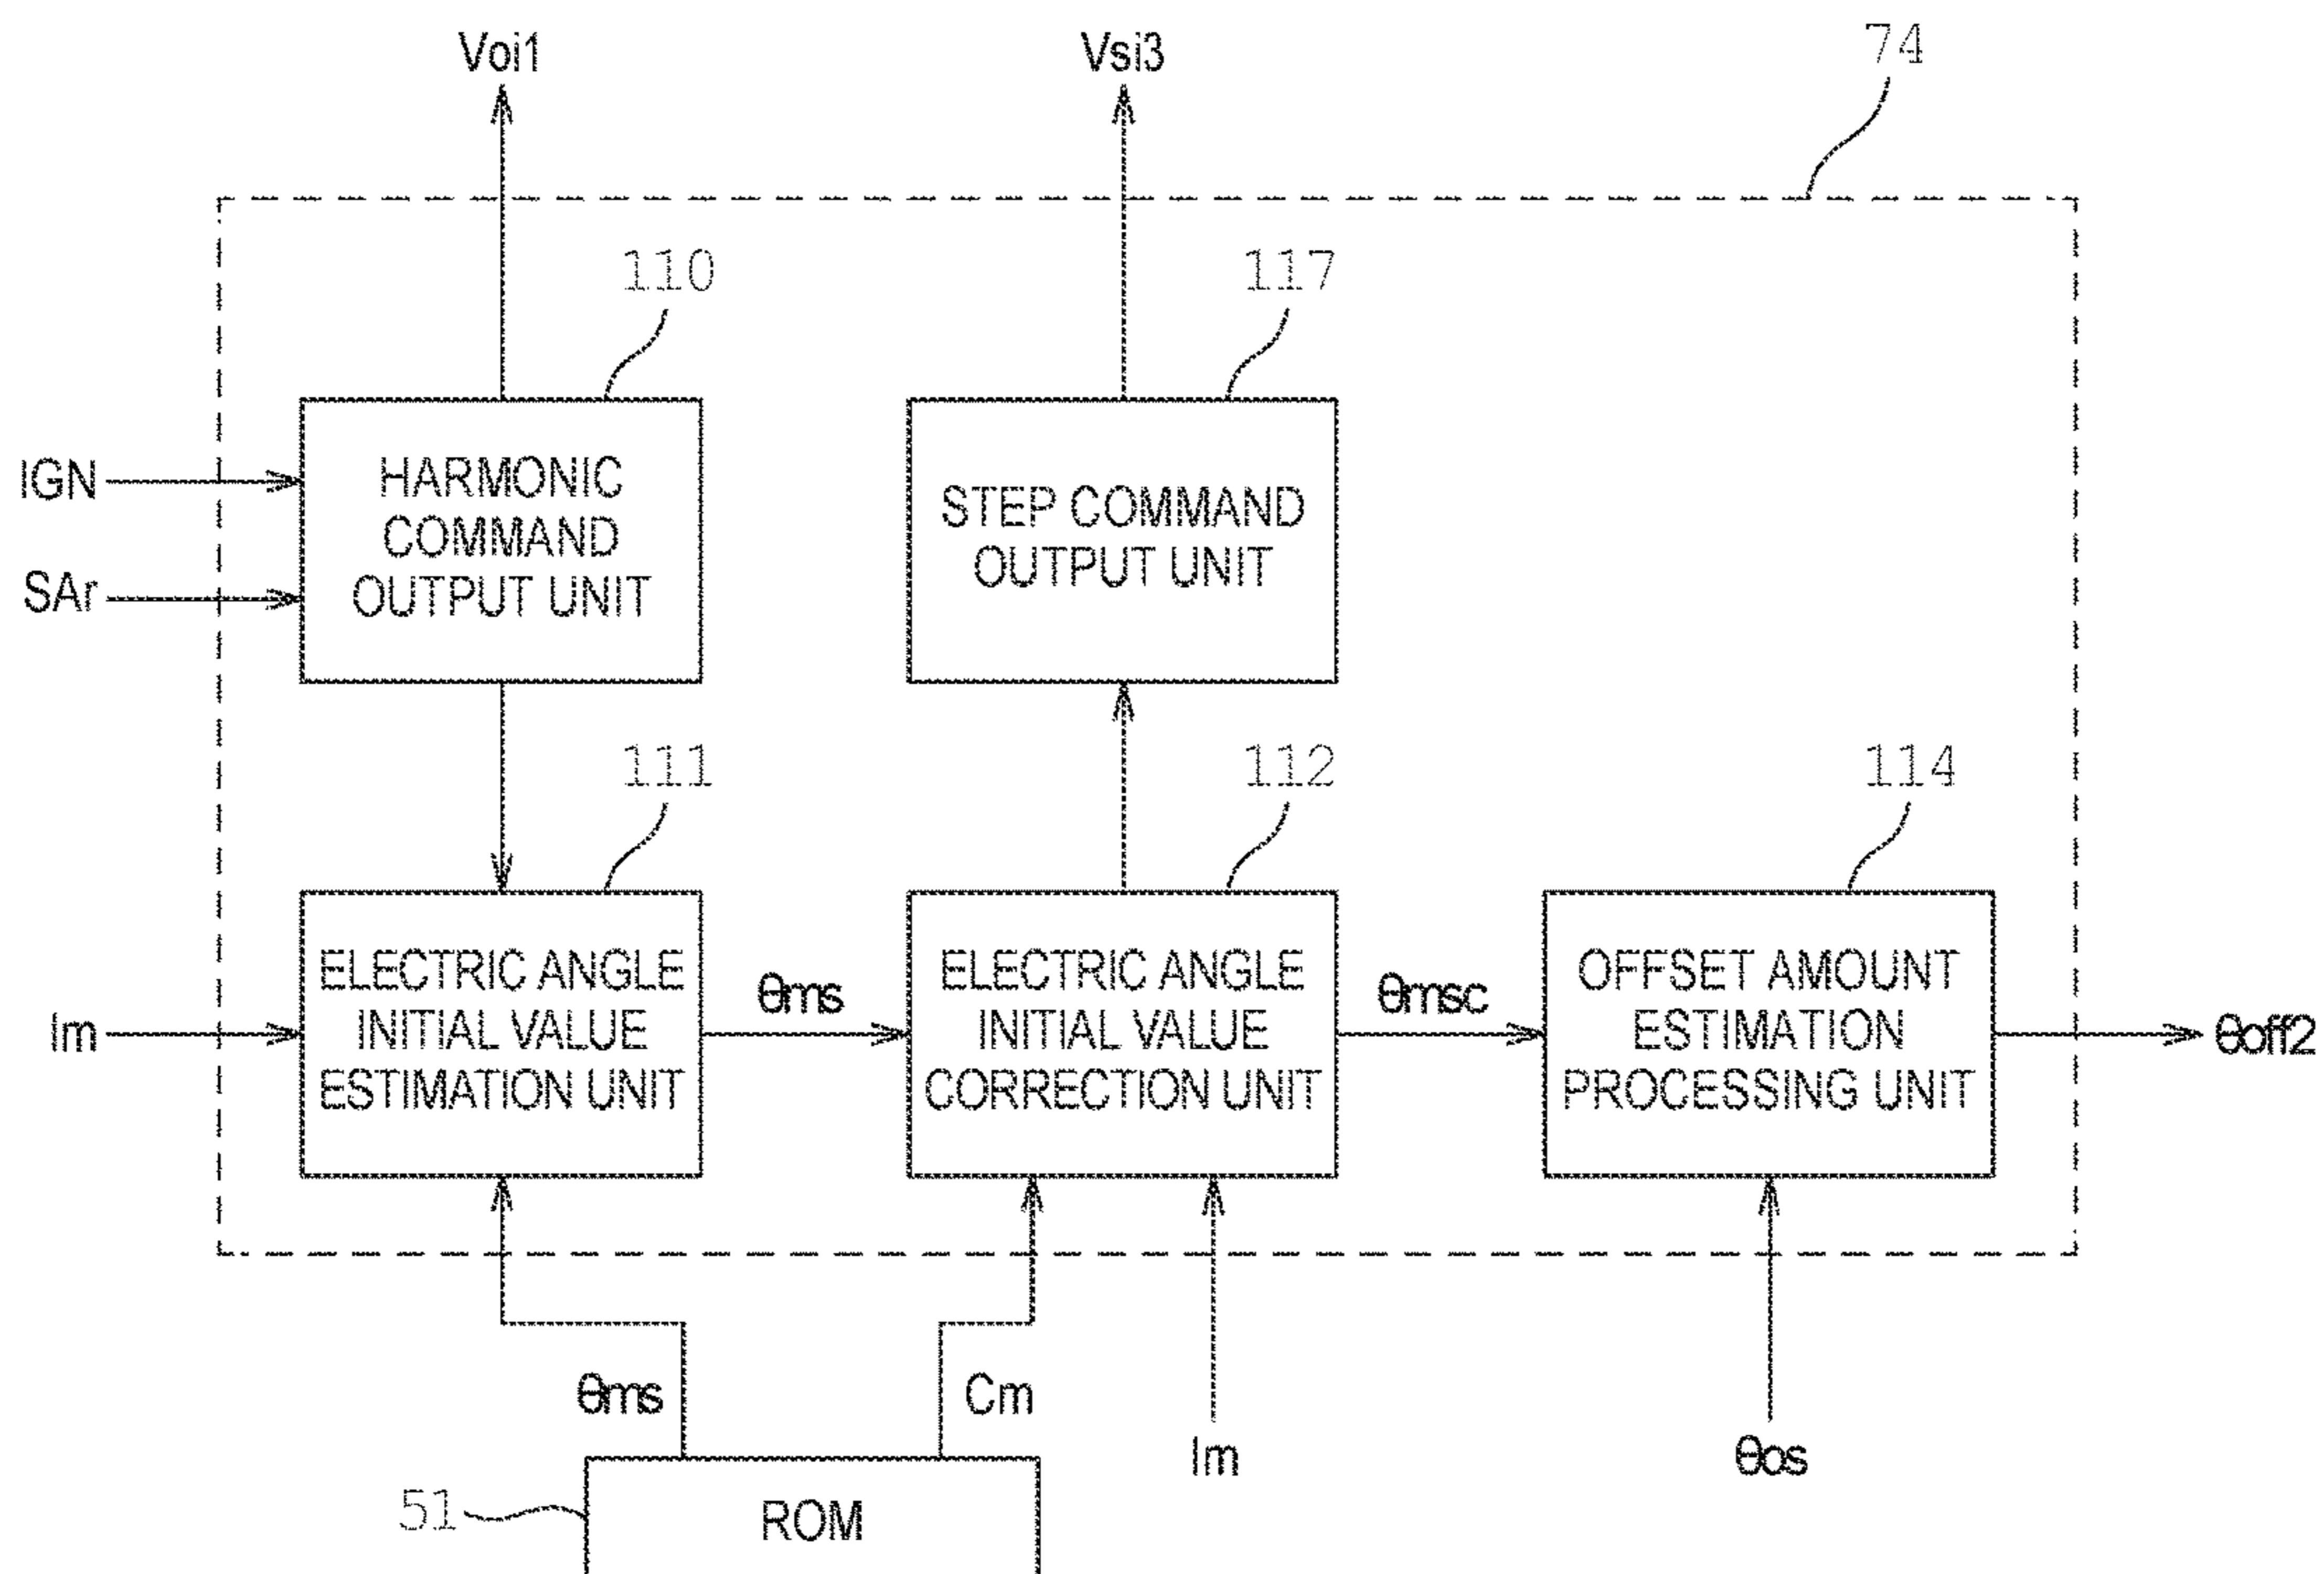 Voi1
Vsi3
74
110
117
IGN
SAr
HARMONIC
COMMAND
OUTPUT UNIT
STEP COMMAND
OUTPUT UNIT
111
112
114
Im
ELECTRIC ANGLE
INITIAL VALUE
ESTIMATION UNIT
θms
ELECTRIC ANGLE
INITIAL VALUE
CORRECTION UNIT
θmsc
OFFSET AMOUNT
ESTIMATION
PROCESSING UNIT
θoff2
θms
Cm
Im
θos
51
ROM